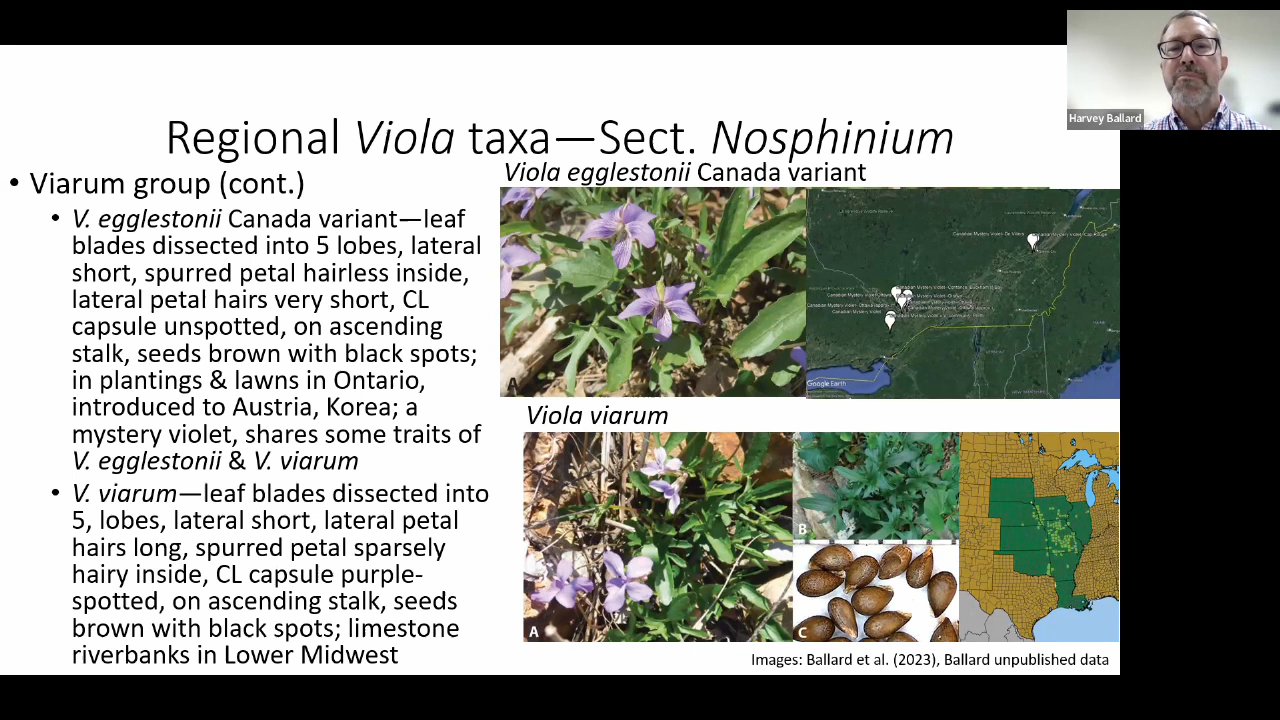 Harvey Ballard
Regional Viola taxa—Sect. Nosphinium
• Viarum group (cont.)
• V. egglestonii Canada variant—leaf
blades dissected into 5 lobes, lateral
short, spurred petal hairless inside,
lateral petal hairs very short, CL
capsule unspotted, on ascending
stalk, seeds brown with black spots;
in plantings & lawns in Ontario,
introduced to Austria, Korea; a
mystery violet, shares some traits of
V. egglestonii & V. viarum
• V. viarum—leaf blades dissected into
5, lobes, lateral short, lateral petal
hairs long, spurred petal sparsely
hairy inside, CL capsule purple-
spotted, on ascending stalk, seeds
brown with black spots; limestone
riverbanks in Lower Midwest
Viola egglestonii Canada variant
A
Google Earth
Viola viarum
A
B
C
Images: Ballard et al. (2023), Ballard unpublished data